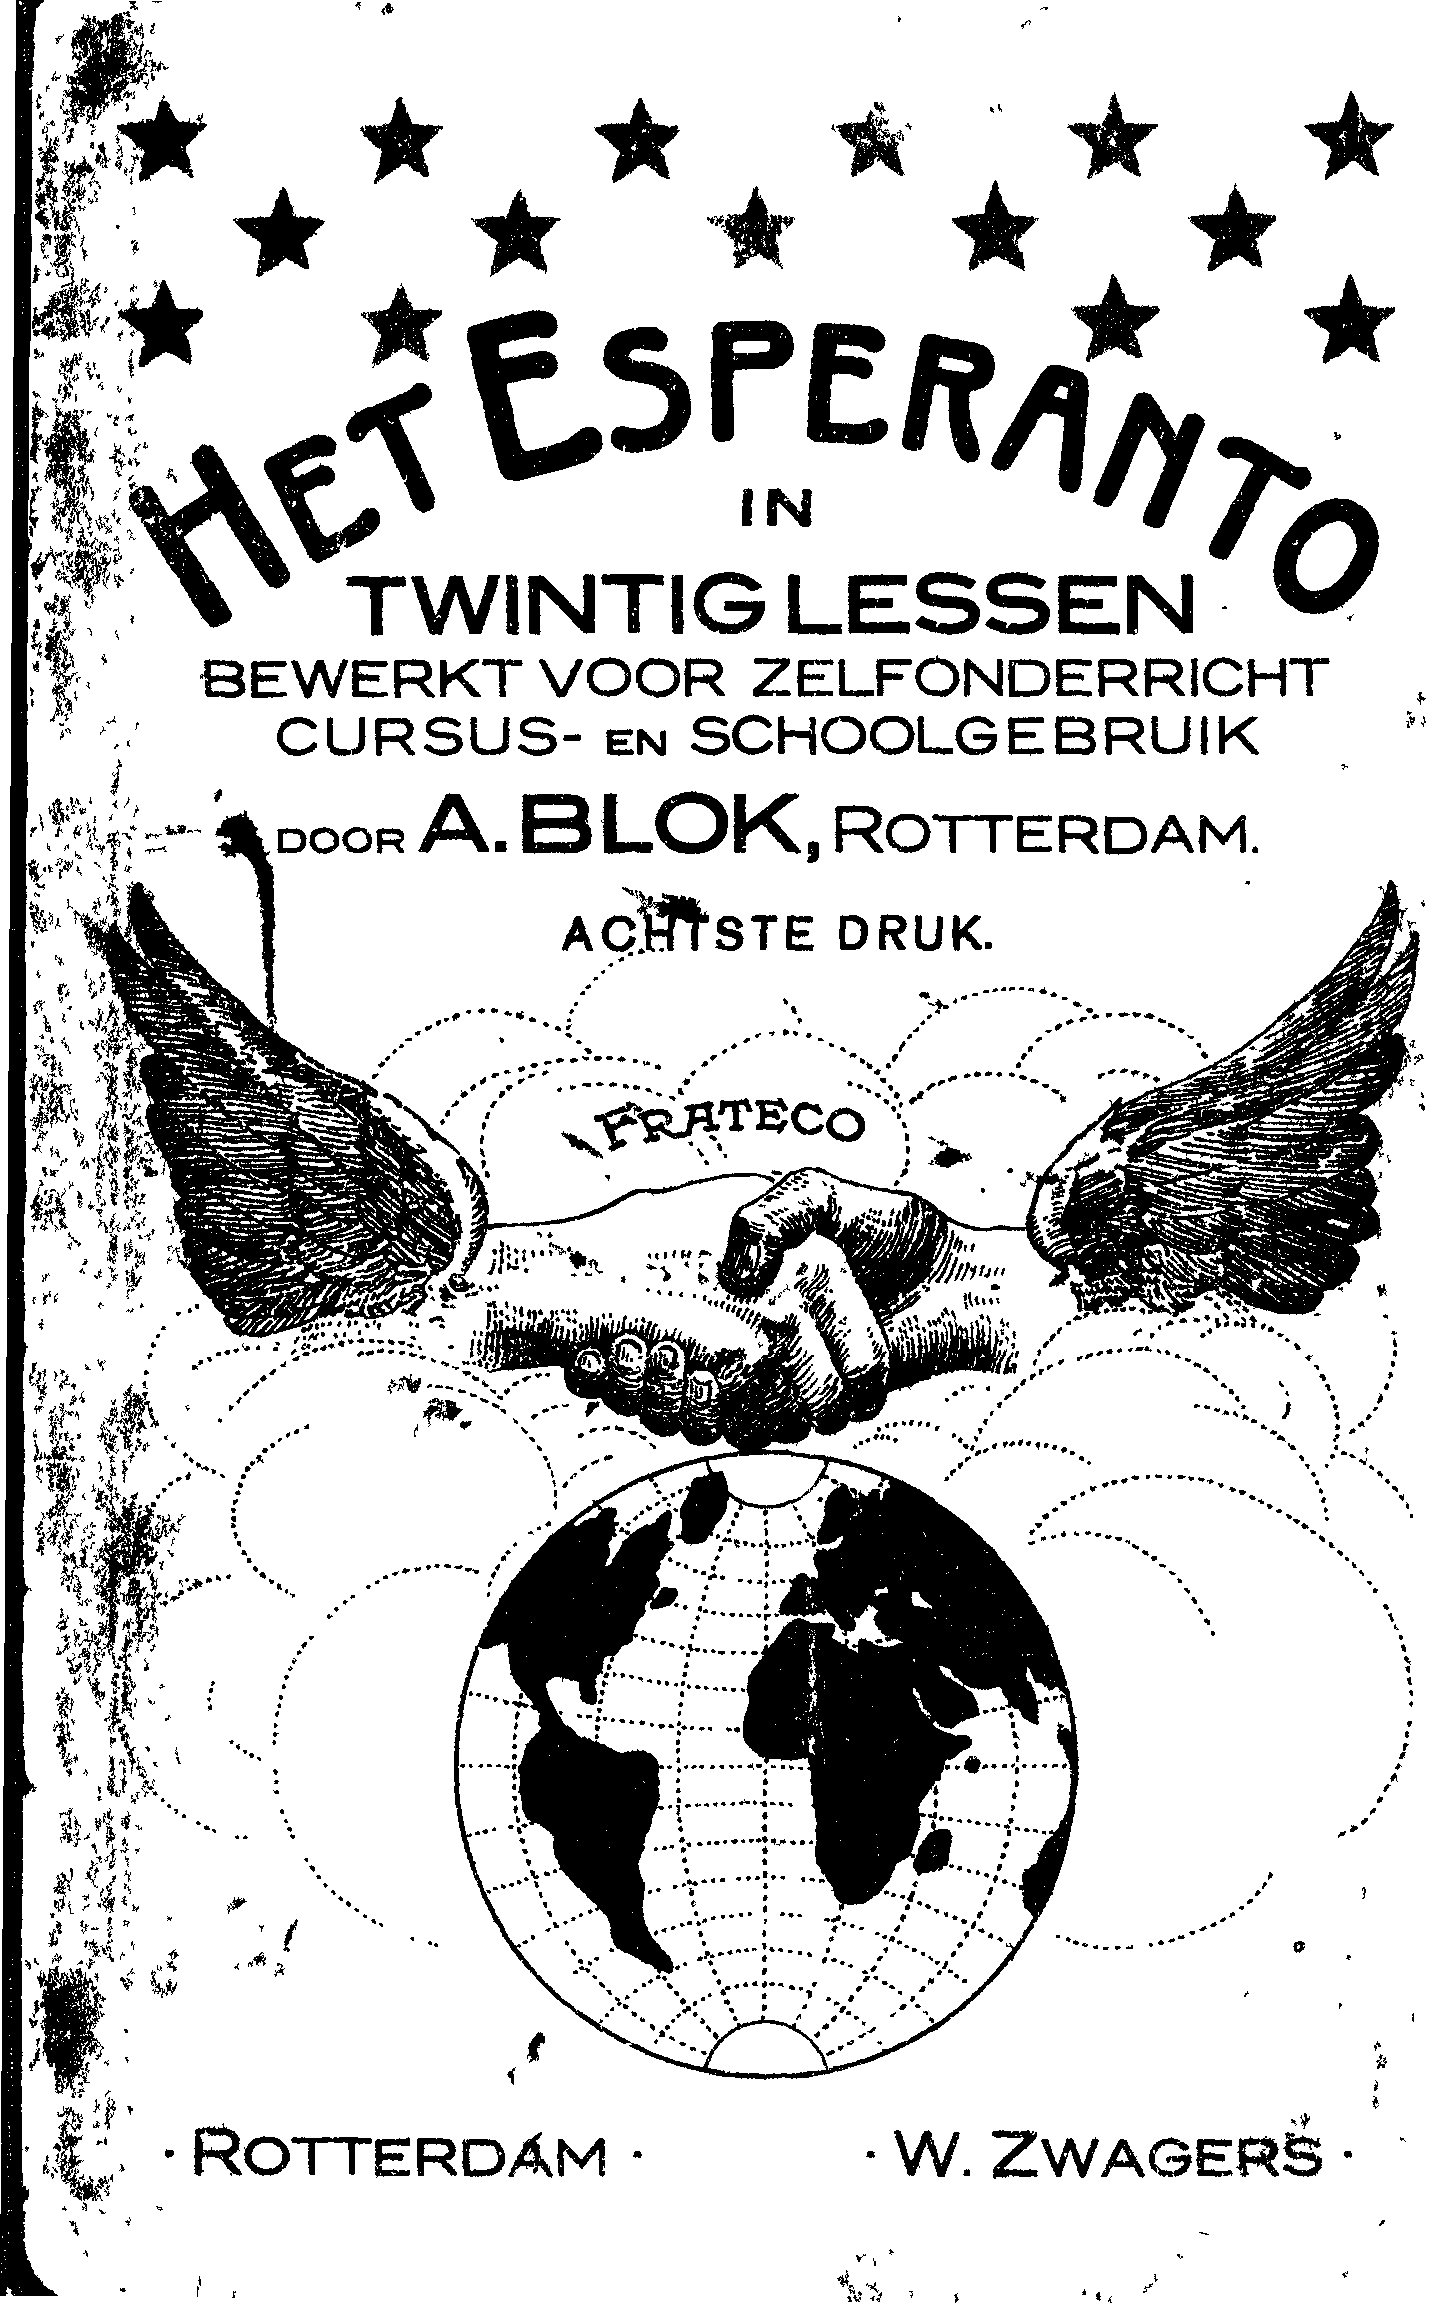 HET ESPERANTO
IN
TWINTIG LESSEN
BEWERKT VOOR ZELFONDERRICHT
CURSUS- EN SCHOOLGEBRUIK
DOOR A. BLOK, ROTTERDAM.
ACHTSTE DRUK.
FRATECO
· ROTTERDAM · · W. ZWAGERS ·